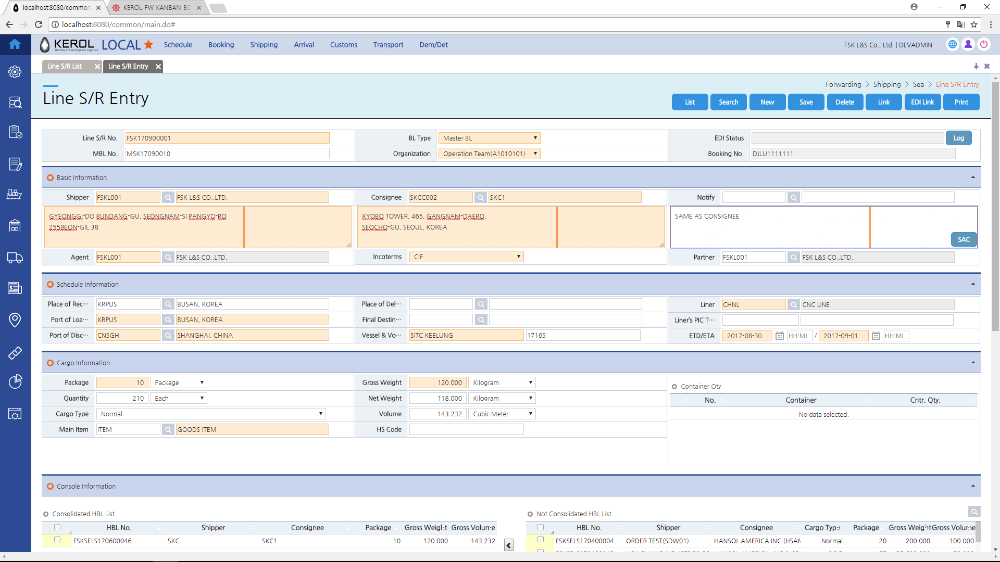 localhost:8080/common
KEROL-FW KANBAN BO
localhost:8080/common/main.do#
KEROL
The Key of Convergence Logistics
LOCAL
Schedule
Booking
Shipping
Arrival
Customs
Transport
Dem/Det
FSK L&S Co., Ltd. | DEVADMIN
Line S/R List
Line S/R Entry
Forwarding > Shipping > Sea > Line S/R Entry
Line S/R Entry
List
Search
New
Save
Delete
Link
EDI Link
Print
Line S/R No. FSK170900001
BL Type Master BL
EDI Status
Log
MBL No. MSK17090010
Organization Operation Team(A1010101)
Booking No. DJLU1111111
Basic Information
Shipper FSKL001 FSK L&S CO.,LTD.
Consignee SKCC002 SKC1
Notify
GYEONGGI-DO BUNDANG-GU, SEONGNAM-SI PANGYO-RO
255BEON-GIL 38
KYOBO TOWER, 465, GANGNAM-DAERO,
SEOCHO-GU, SEOUL, KOREA
SAME AS CONSIGNEE
SAC
Agent FSKL001 FSK L&S CO.,LTD.
Incoterms CIF
Partner FSKL001 FSK L&S CO.,LTD.
Schedule Information
Place of Rec··· KRPUS BUSAN, KOREA
Place of Del···
Liner CHNL CNC LINE
Port of Loa··· KRPUS BUSAN, KOREA
Final Destin···
Liner's PIC T···
Port of Disc··· CNSGH SHANGHAI, CHINA
Vessel & Vo··· SITC KEELUNG 1716S
ETD/ETA 2017-08-30 HH:MI / 2017-09-01 HH:MI
Cargo Information
Package 10 Package
Gross Weight 120.000 Kilogram
Container Qty
Quantity 210 Each
Net Weight 118.000 Kilogram
No. Container Cntr. Qty.
Cargo Type Normal
Volume 143.232 Cubic Meter
No data selected.
Main Item ITEM GOODS ITEM
HS Code
Console Information
Consolidated HBL List
Not Consolidated HBL List
HBL No. Shipper Consignee Package Gross Weight Gross Volume
HBL No. Shipper Consignee Cargo Type Package Gross Weight Gross Volume
FSKSELS170600046 SKC SKC1 10 120.000 143.232
FSKSELS170400004 ORDER TEST(SDW01) HANSOL AMERICA INC.(HSAM Normal 20 200.000 100.000